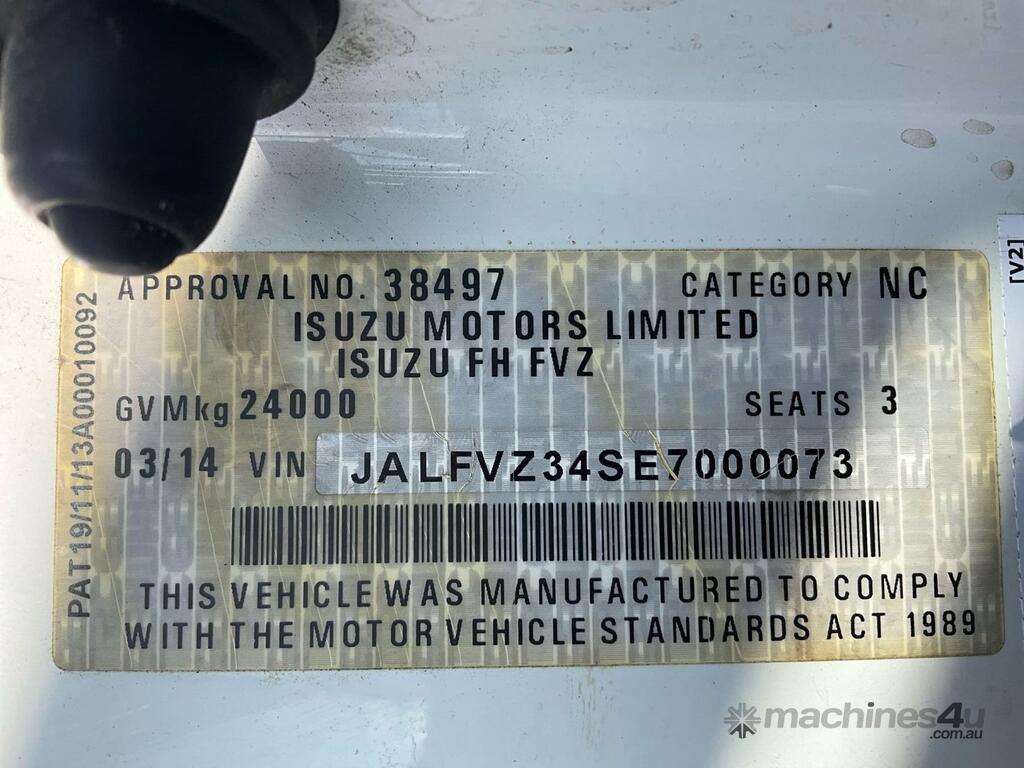 APPROVAL NO. 38497 CATEGORY NC
ISUZU MOTORS LIMITED
ISUZU FH FVZ
GVMkg 24000 SEATS 3
03/14 VIN JALFVZ34SE7000073
THIS VEHICLE WAS MANUFACTURED TO COMPLY
WITH THE MOTOR VEHICLE STANDARDS ACT 1989
PAT19/11/13A00010092
[V2]
machines4u
.com.au